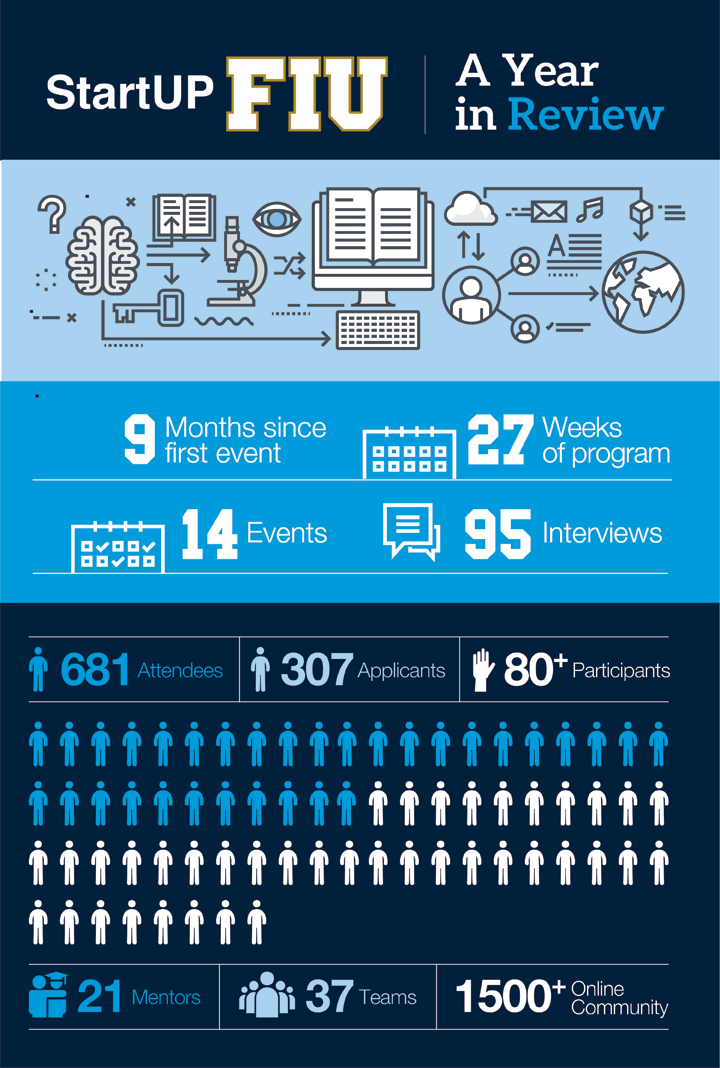 StartUP FIU
A Year
in Review
?
A
9 Months since
first event
27 Weeks
of program
14 Events
95 Interviews
681 Attendees
307 Applicants
80+ Participants
21 Mentors
37 Teams
1500+ Online
Community